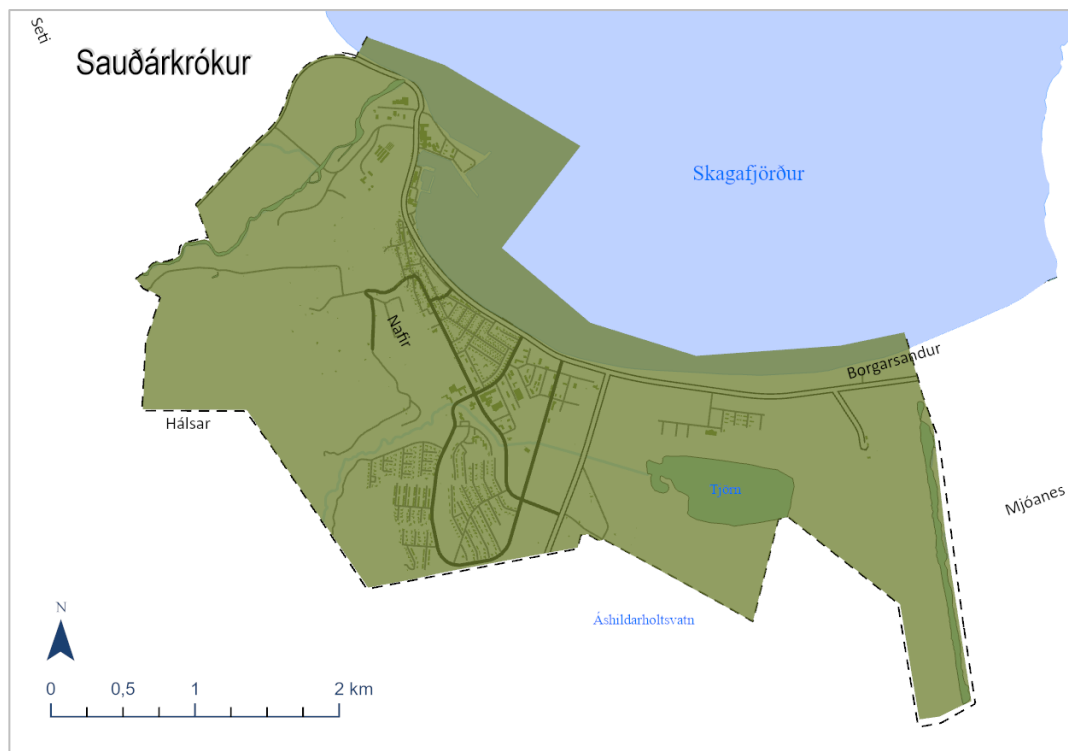 Seti
Sauðárkrókur
Skagafjörður
Nafir
Borgarsandur
Hálsar
Tjörn
Mjóanes
Áshildarholtsvatn
N
0 0,5 1 2 km